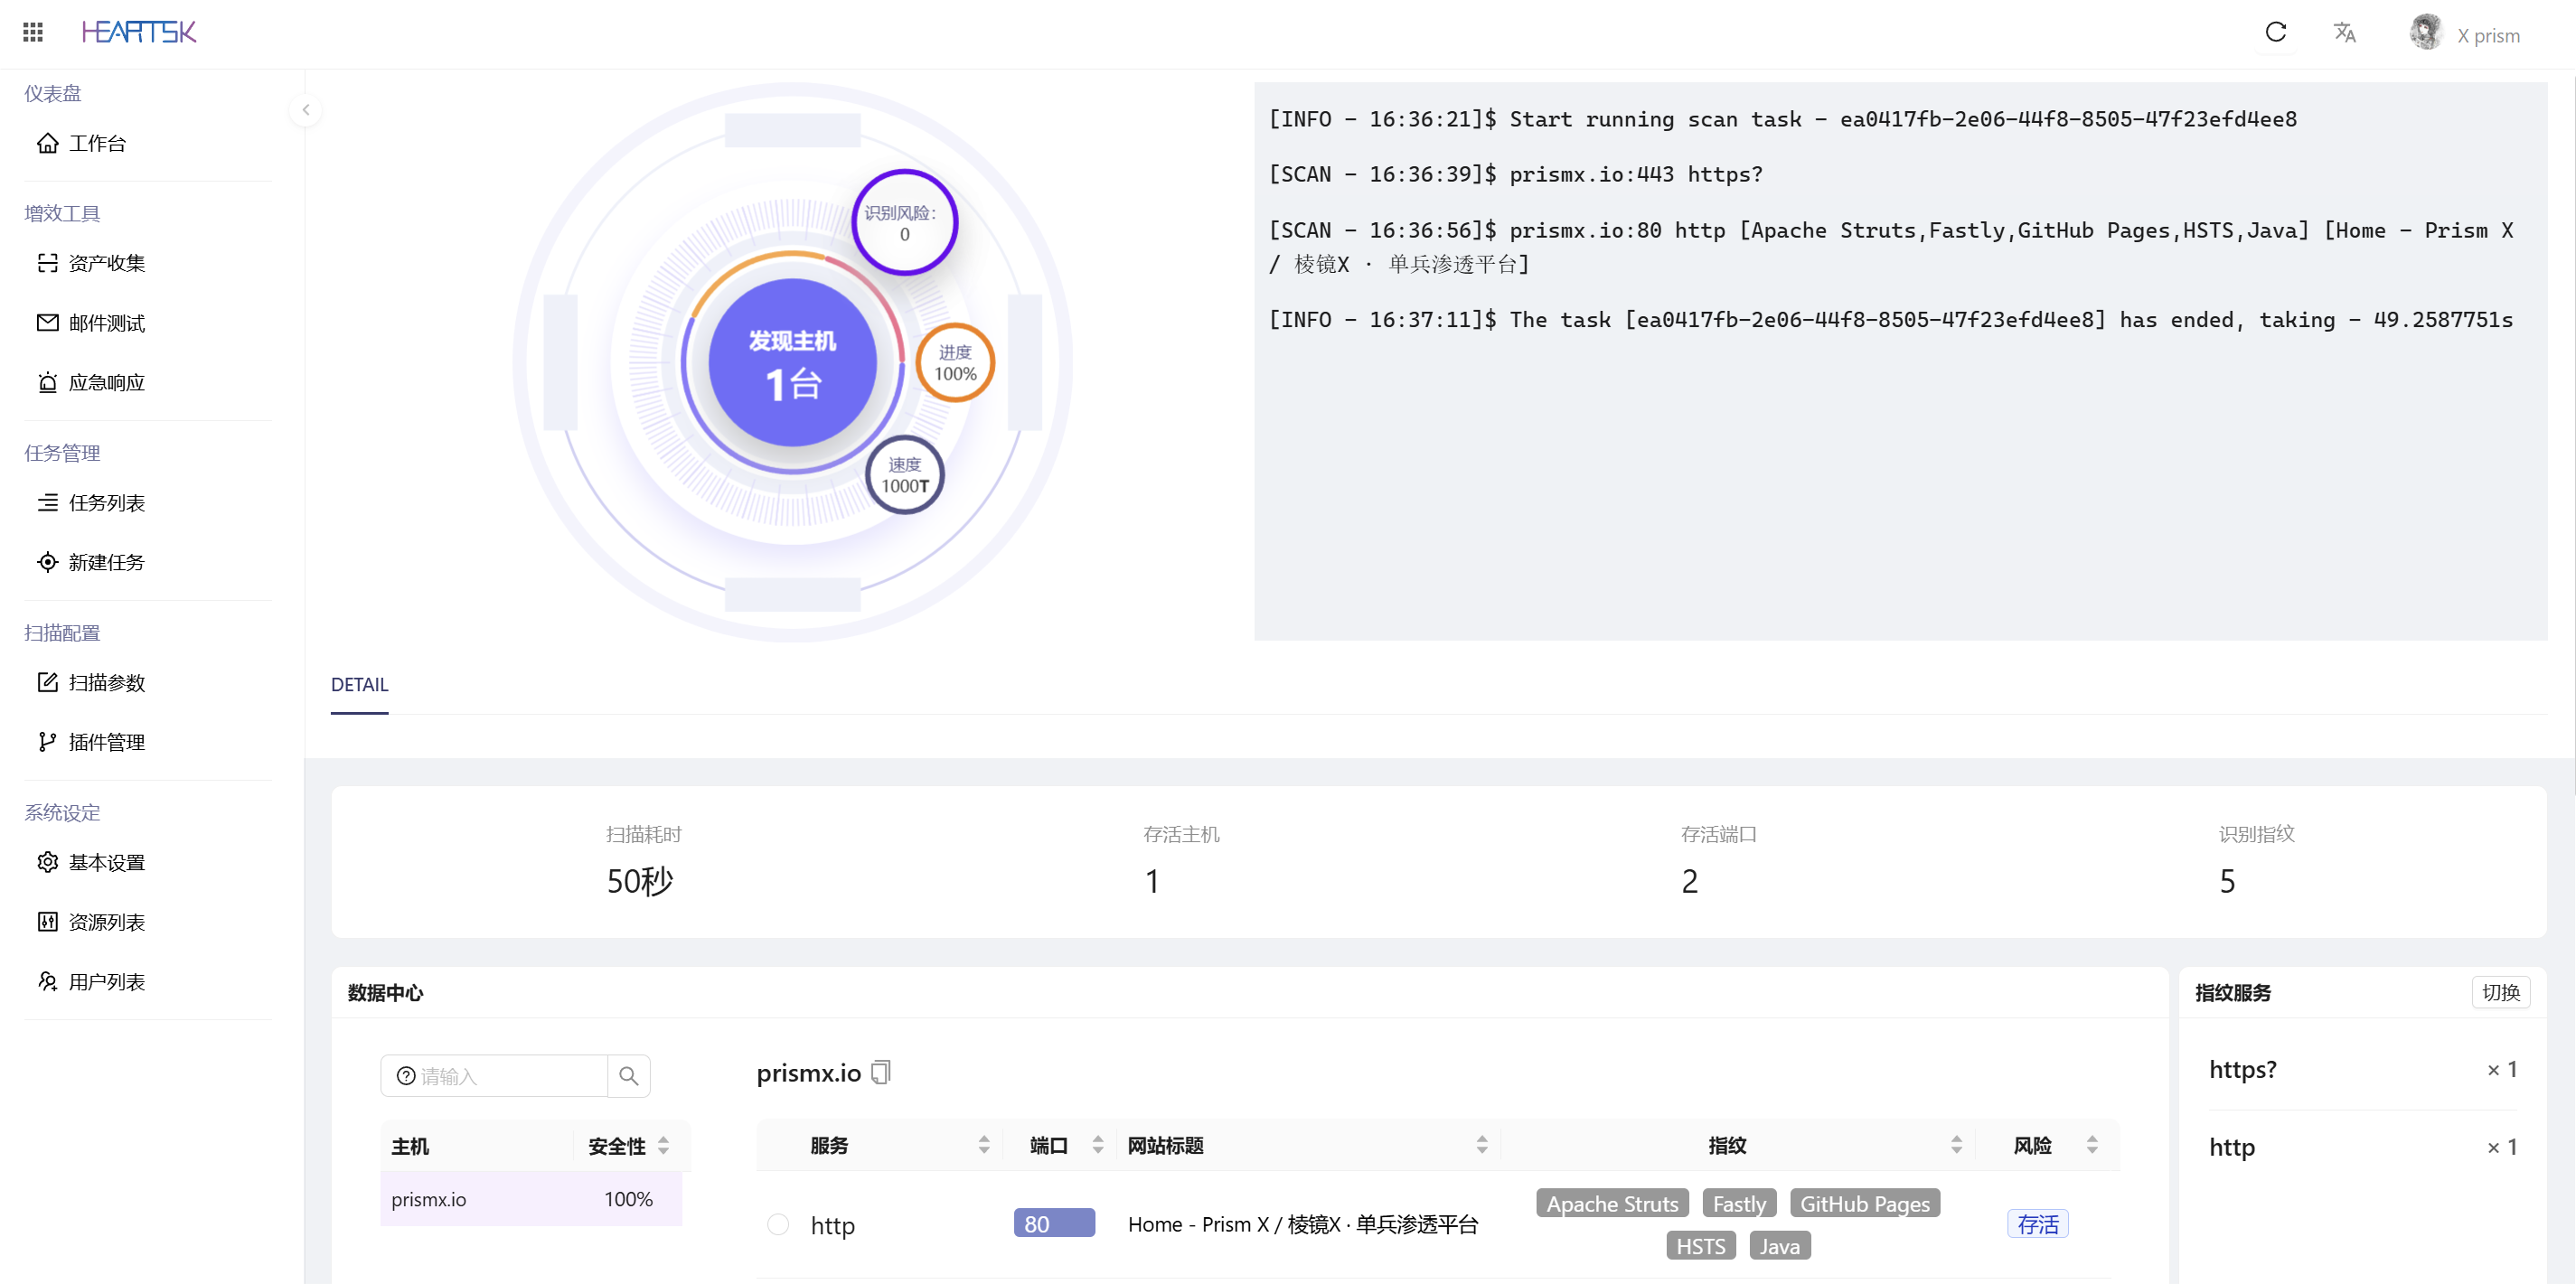 HEARTSK
X prism
仪表盘
工作台
增效工具
资产收集
邮件测试
应急响应
任务管理
任务列表
新建任务
扫描配置
扫描参数
插件管理
系统设定
基本设置
资源列表
用户列表
识别风险：
0
发现主机
1台
进度
100%
速度
1000T
[INFO - 16:36:21]$ Start running scan task - ea0417fb-2e06-44f8-8505-47f23efd4ee8
[SCAN - 16:36:39]$ prismx.io:443 https?
[SCAN - 16:36:56]$ prismx.io:80 http [Apache Struts,Fastly,GitHub Pages,HSTS,Java] [Home - Prism X
/ 棱镜X · 单兵渗透平台]
[INFO - 16:37:11]$ The task [ea0417fb-2e06-44f8-8505-47f23efd4ee8] has ended, taking - 49.2587751s
DETAIL
扫描耗时 存活主机 存活端口 识别指纹
50秒 1 2 5
数据中心
请输入
主机 安全性
prismx.io 100%
prismx.io
服务 端口 网站标题 指纹 风险
http 80 Home - Prism X / 棱镜X · 单兵渗透平台 Apache Struts Fastly GitHub Pages 存活
HSTS Java
指纹服务 切换
https? × 1
http × 1